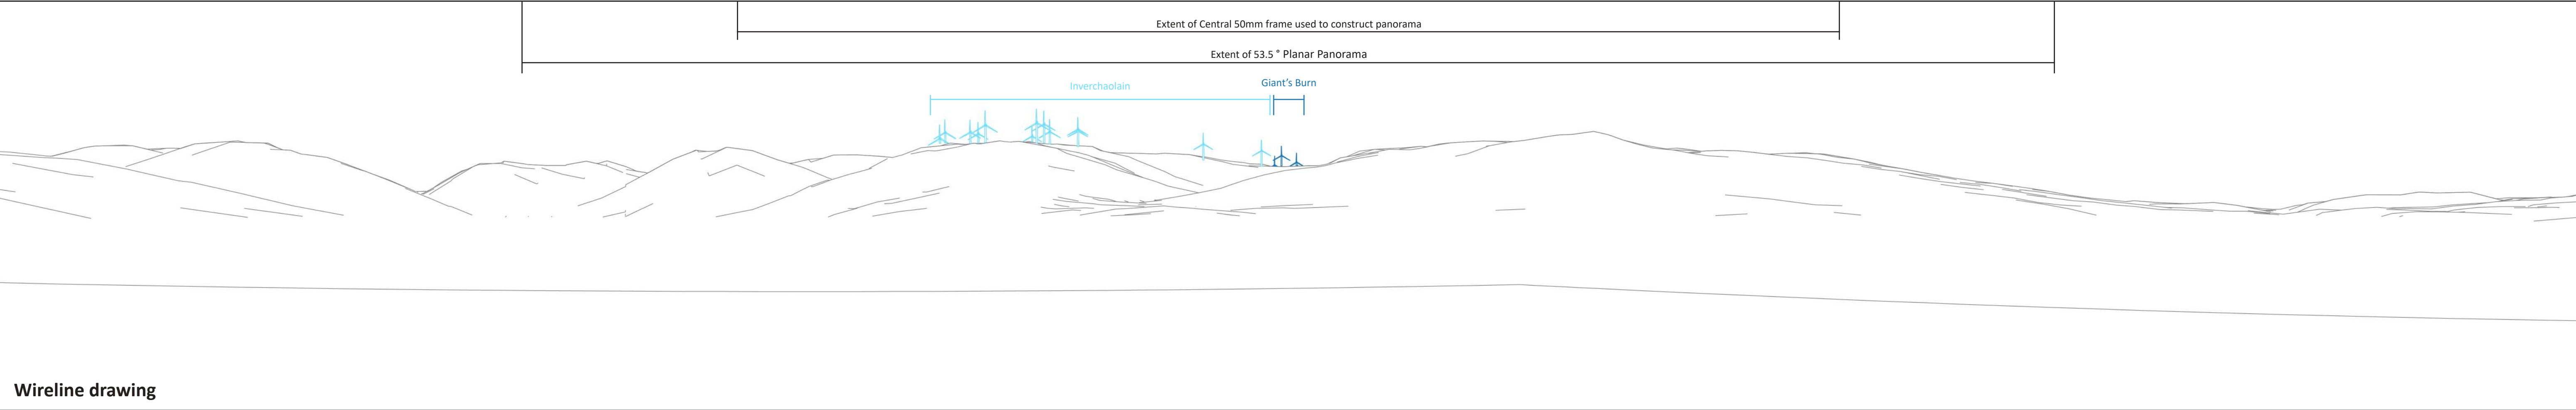 Extent of Central 50mm frame used to construct panorama
Extent of 53.5 ° Planar Panorama
Inverchaolain
Giant's Burn
Wireline drawing